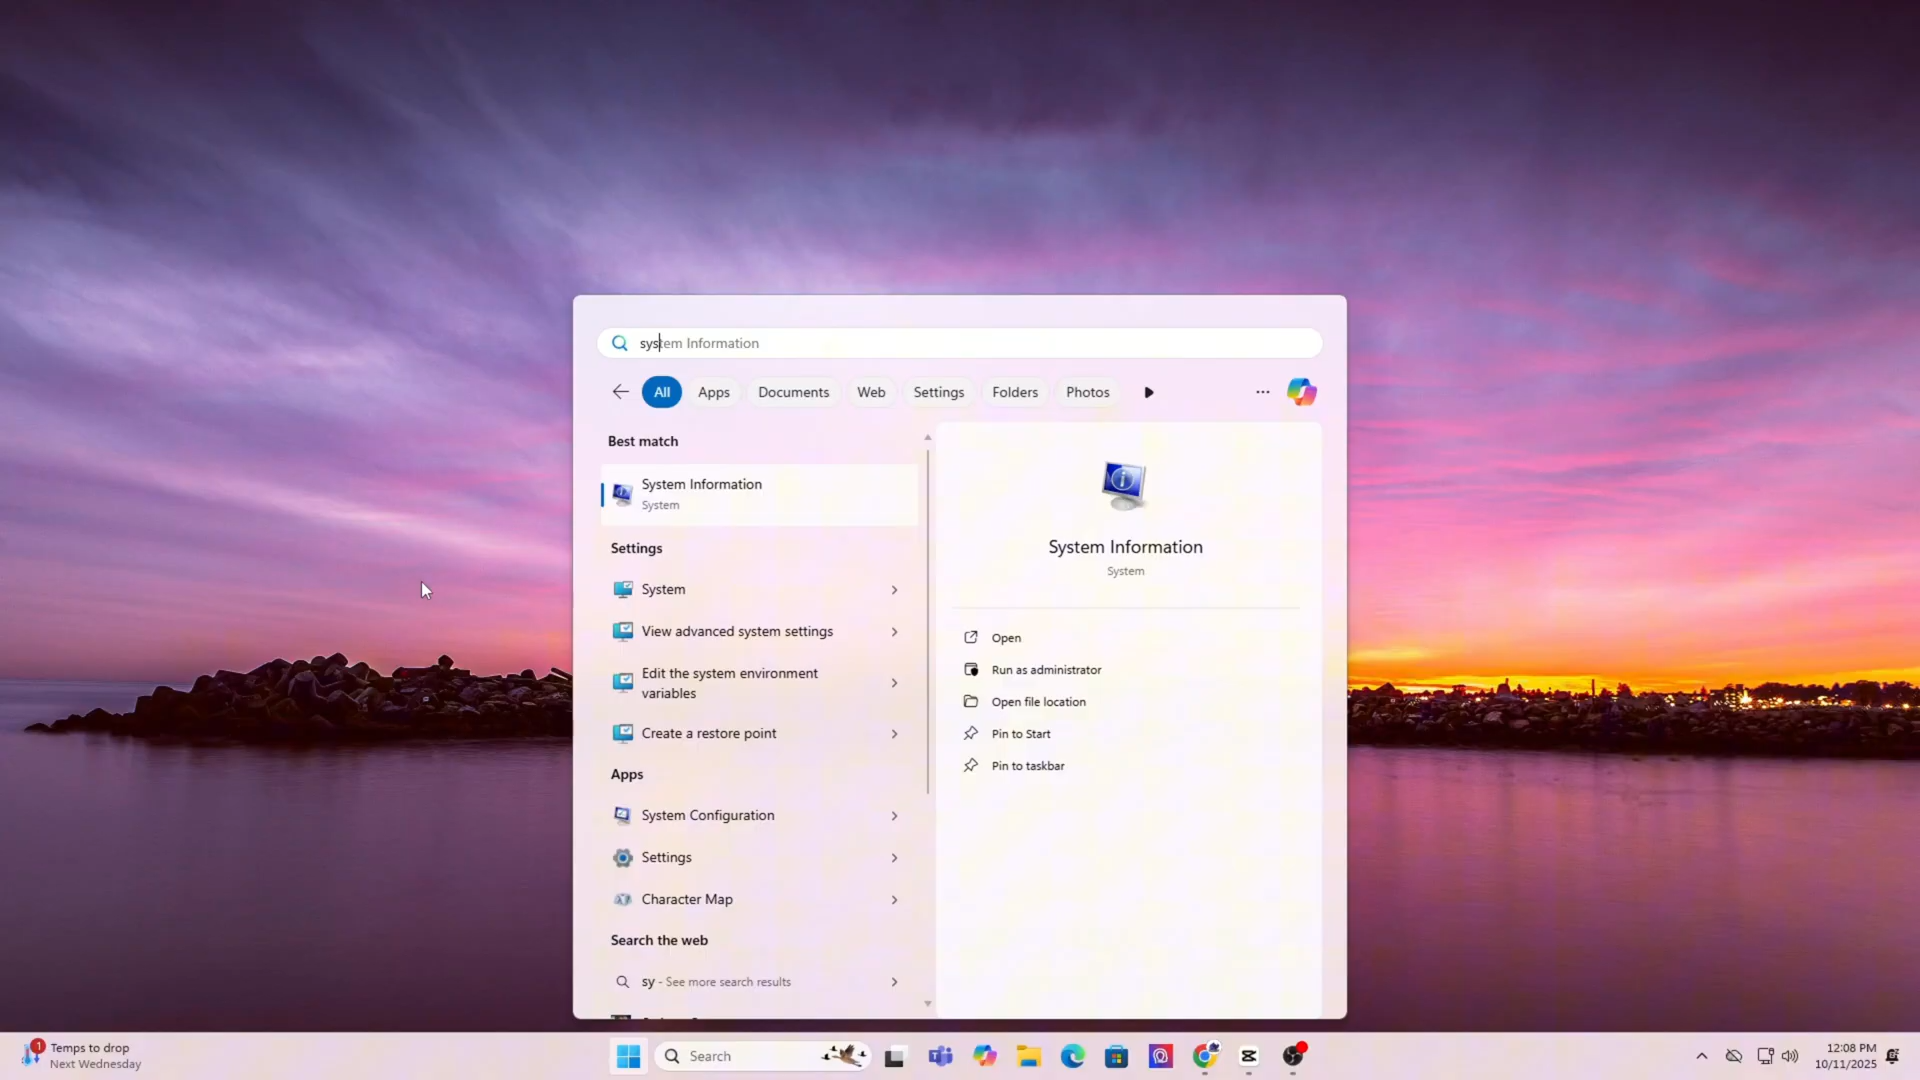 system Information
All
Apps
Documents
Web
Settings
Folders
Photos
Best match
System Information
System
Settings
System
View advanced system settings
Edit the system environment
variables
Create a restore point
Apps
System Configuration
Settings
Character Map
Search the web
sy - See more search results
System Information
System
Open
Run as administrator
Open file location
Pin to Start
Pin to taskbar
1
Temps to drop
Next Wednesday
Search
12:08 PM
10/11/2025